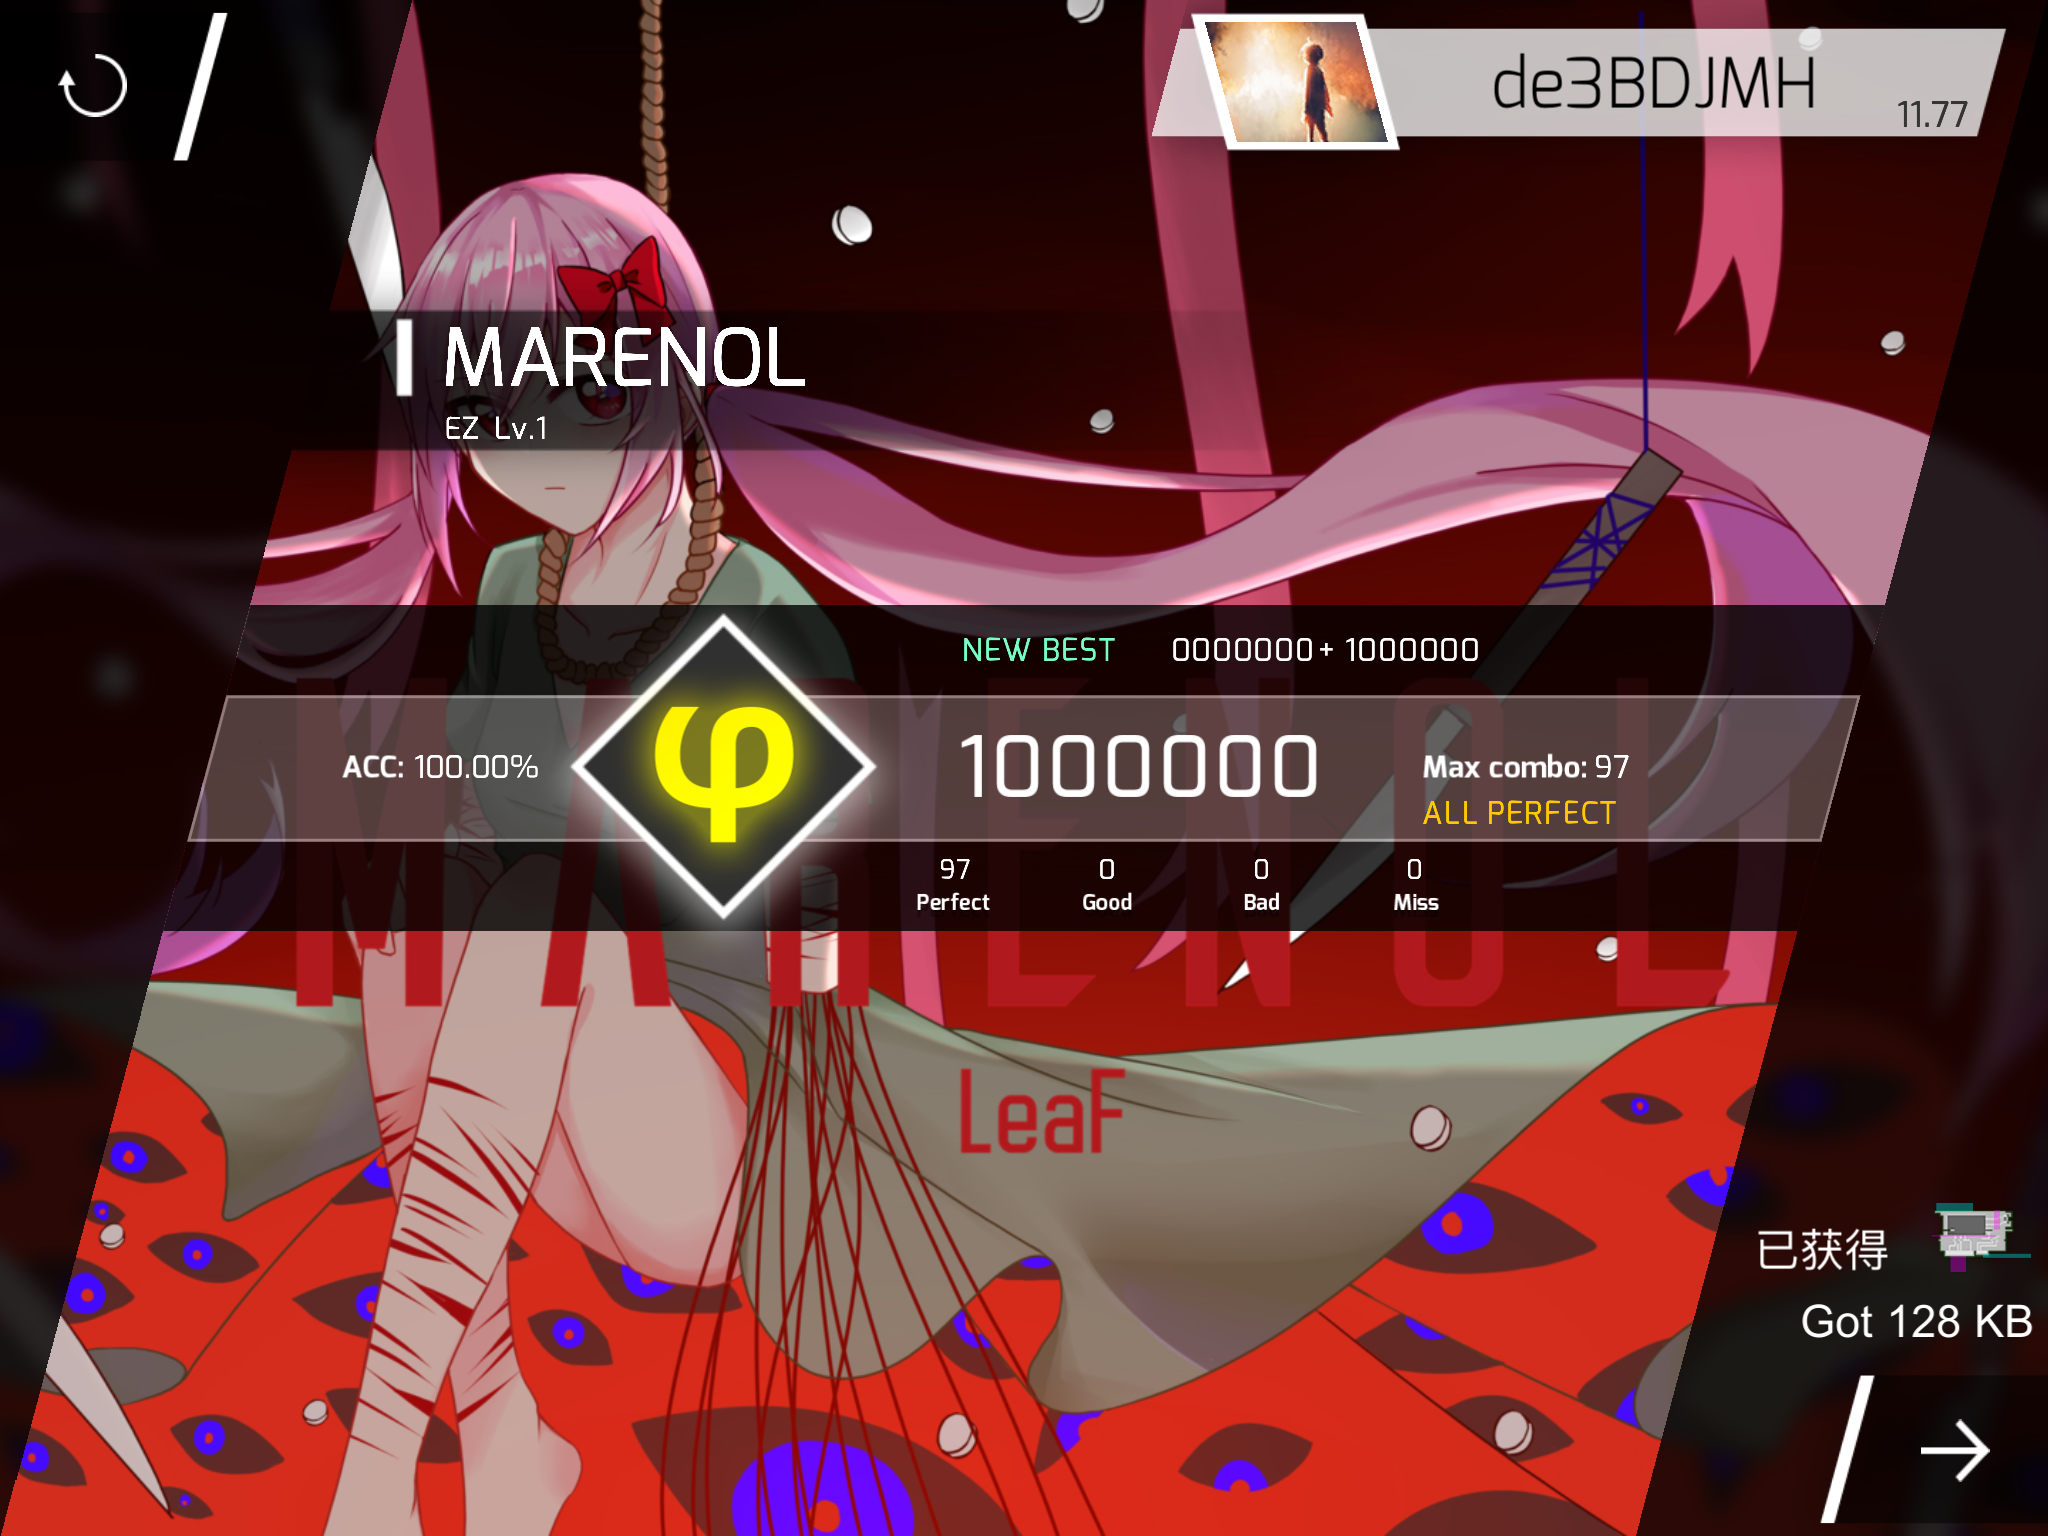 de3BDJMH
11.77
MARENOL
EZ Lv.1
NEW BEST 0000000+ 1000000
MARENOL
φ
ACC: 100.00%
1000000
Max combo: 97
ALL PERFECT
97 0 0 0
Perfect Good Bad Miss
LeaF
已获得
Got 128 KB